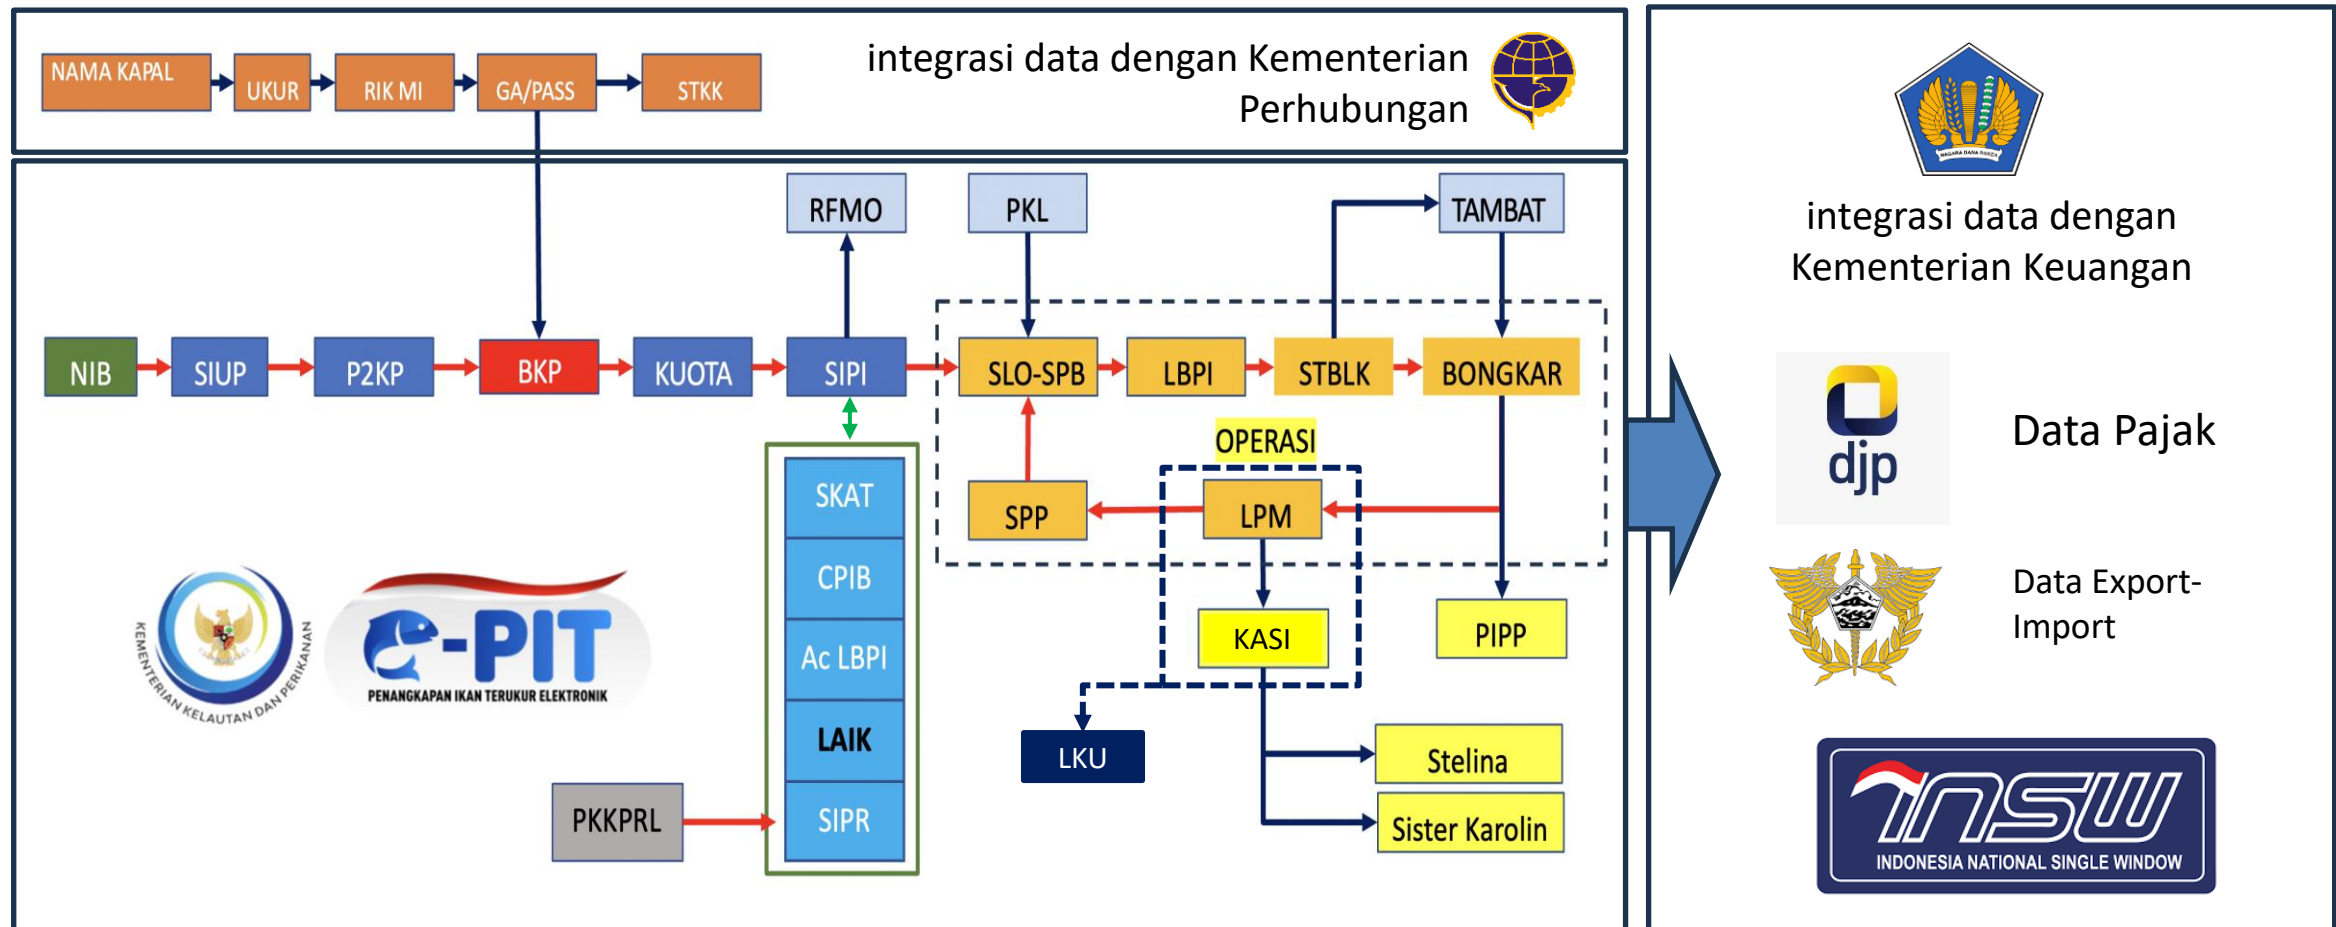 NAMA KAPAL
UKUR
RIK MI
GA/PASS
STKK
integrasi data dengan Kementerian
Perhubungan
RFMO
PKL
TAMBAT
NIB
SIUP
P2KP
BKP
KUOTA
SIPI
SLO-SPB
LBPI
STBLK
BONGKAR
OPERASI
SPP
LPM
KASI
PIPP
LKU
Stelina
Sister Karolin
SKAT
CPIB
Ac LBPI
LAIK
SIPR
PKKPRL
KEMENTERIAN KELAUTAN DAN PERIKANAN
e-PIT
PENANGKAPAN IKAN TERUKUR ELEKTRONIK
NAGARA DANA RAKCA
integrasi data dengan
Kementerian Keuangan
djp
Data Pajak
Data Export-
Import
INSW
INDONESIA NATIONAL SINGLE WINDOW